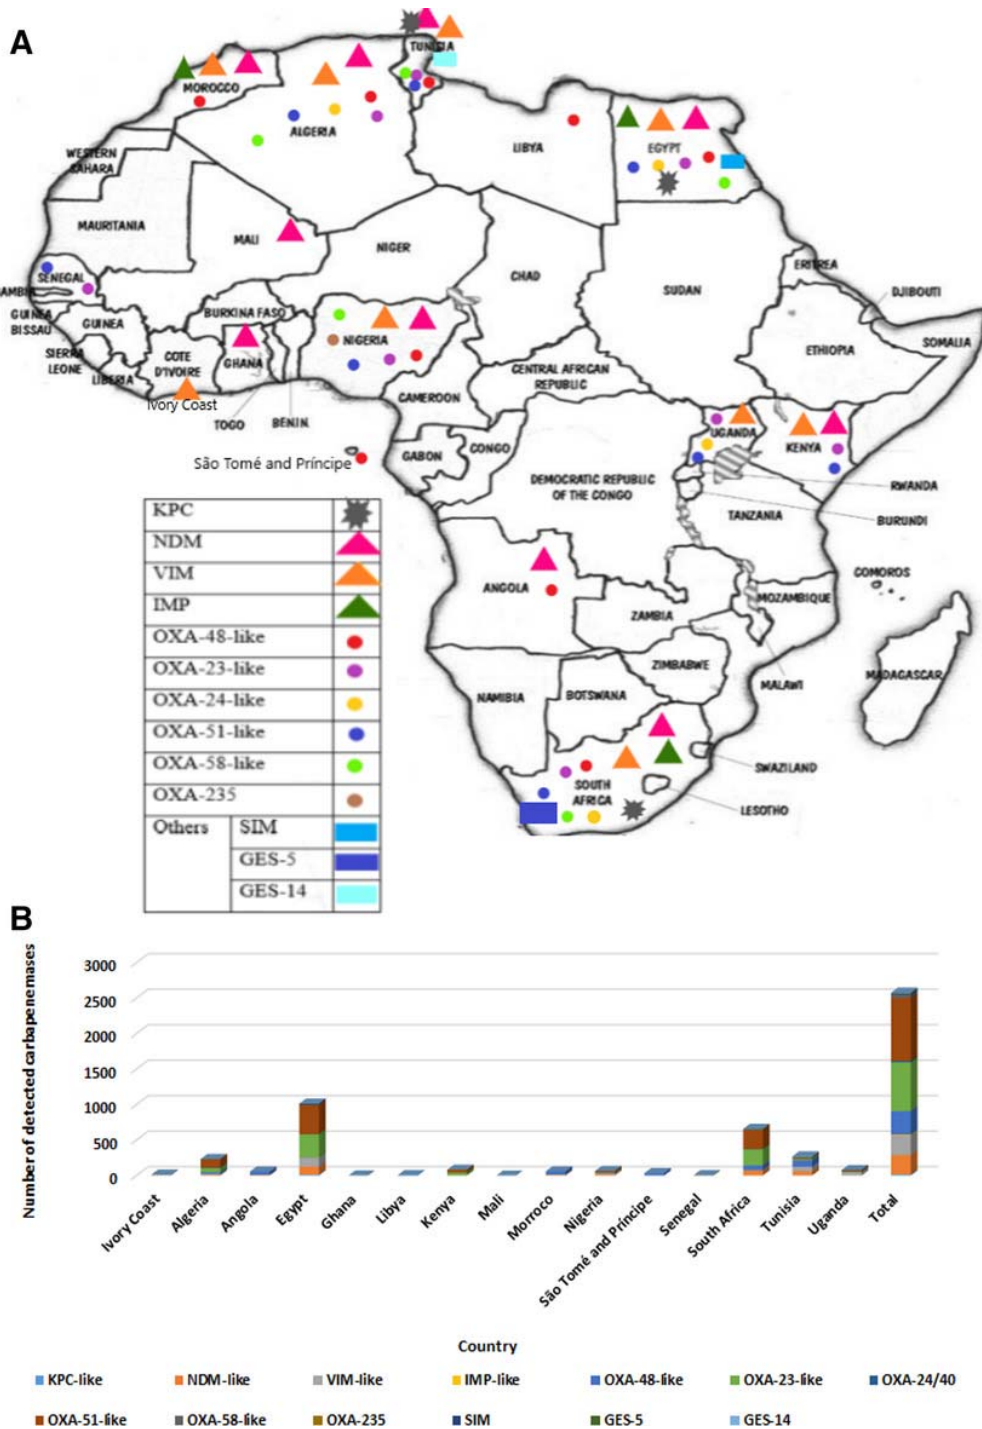 A
TUNISIA
MOROCCO
ALGERIA
LIBYA
EGYPT
WESTERN
SAHARA
MAURITANIA
MALI
NIGER
CHAD
SUDAN
ERITREA
DJIBOUTI
SENEGAL
AMBIA
GUINEA
BISSAU
GUINEA
BURKINA FASO
NIGERIA
SIERRA
LEONE
LIBERIA
COTE
D'IVOIRE
GHANA
Ivory Coast
TOGO
BENIN
CAMEROON
CENTRAL AFRICAN
REPUBLIC
ETHIOPIA
SOMALIA
UGANDA
KENYA
São Tomé and Príncipe
GABON
CONGO
DEMOCRATIC REPUBLIC
OF THE CONGO
RWANDA
BURUNDI
TANZANIA
COMOROS
ANGOLA
ZAMBIA
MOZAMBIQUE
ZIMBABWE
MALAWI
MADAGASCAR
NAMIBIA
BOTSWANA
SWAZILAND
SOUTH
AFRICA
LESOTHO
KPC
NDM
VIM
IMP
OXA-48-like
OXA-23-like
OXA-24-like
OXA-51-like
OXA-58-like
OXA-235
Others SIM
GES-5
GES-14
B
Number of detected carbapenemases
3000
2500
2000
1500
1000
500
0
Ivory Coast
Algeria
Angola
Egypt
Ghana
Libya
Kenya
Mali
Morroco
Nigeria
São Tomé and Príncipe
Senegal
South Africa
Tunisia
Uganda
Total
Country
KPC-like NDM-like VIM-like IMP-like OXA-48-like OXA-23-like OXA-24/40
OXA-51-like OXA-58-like OXA-235 SIM GES-5 GES-14